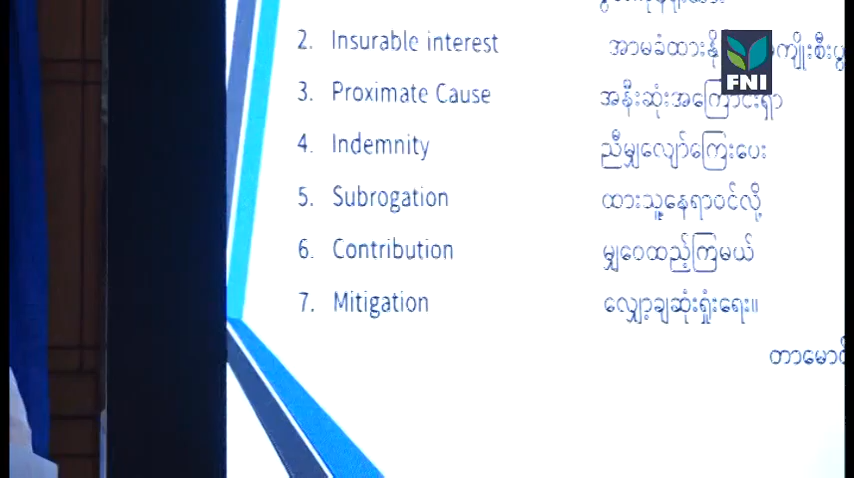 2. Insurable interest
FNI
3. Proximate Cause အနီးဆုံးအကြောင်းရှာ
4. Indemnity ညီမျှလျော်ကြေးပေး
5. Subrogation ထားသူ့နေရာဝင်လို့
6. Contribution မျှဝေထည့်ကြမယ်
7. Mitigation လျှော့ချဆုံးရှုံးရေး။